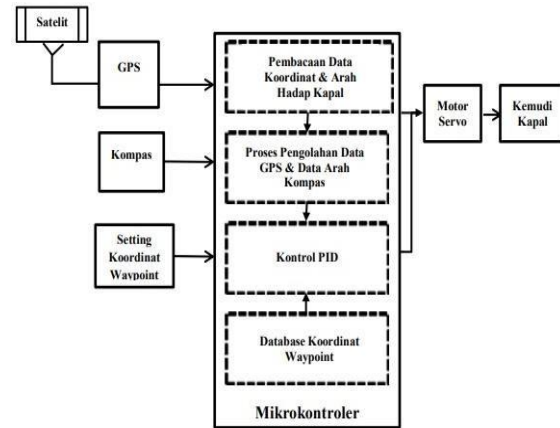 Satelit
GPS
Pembacaan Data
Koordinat & Arah
Hadap Kapal
Motor
Servo
Kemudi
Kapal
Kompas
Proses Pengolahan Data
GPS & Data Arah
Kompas
Setting
Koordinat
Waypoint
Kontrol PID
Database Koordinat
Waypoint
Mikrokontroler